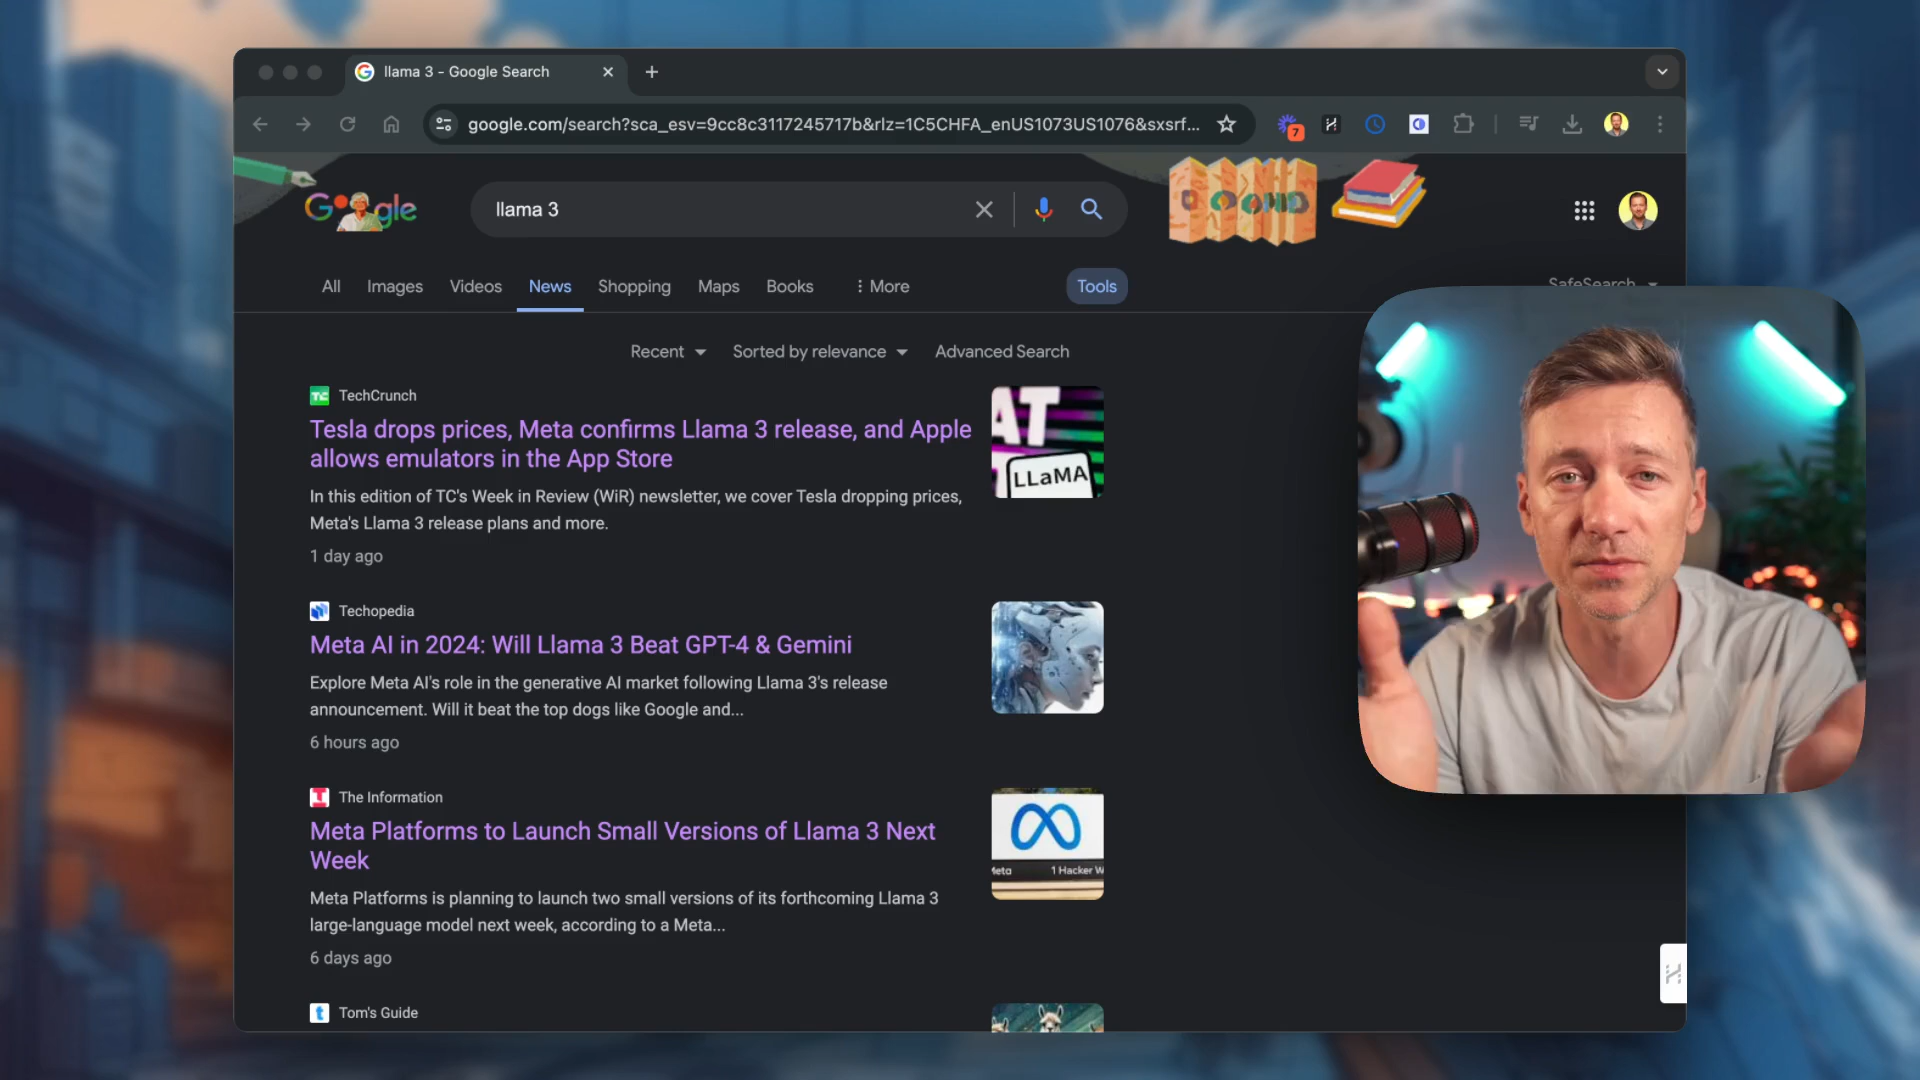 llama 3 - Google Search
google.com/search?sca_esv=9cc8c3117245717b&rlz=1C5CHFA_enUS1073US1076&sxsrf...
7
Google
llama 3
All Images Videos News Shopping Maps Books More Tools
SafeSearch
Recent Sorted by relevance Advanced Search
TechCrunch
Tesla drops prices, Meta confirms Llama 3 release, and Apple
allows emulators in the App Store
In this edition of TC's Week in Review (WiR) newsletter, we cover Tesla dropping prices,
Meta's Llama 3 release plans and more.
1 day ago
AT
LLaMA
Techopedia
Meta AI in 2024: Will Llama 3 Beat GPT-4 & Gemini
Explore Meta AI's role in the generative AI market following Llama 3's release
announcement. Will it beat the top dogs like Google and...
6 hours ago
The Information
Meta Platforms to Launch Small Versions of Llama 3 Next
Week
Meta Platforms is planning to launch two small versions of its forthcoming Llama 3
large-language model next week, according to a Meta...
6 days ago
1 Hacker W
Tom's Guide